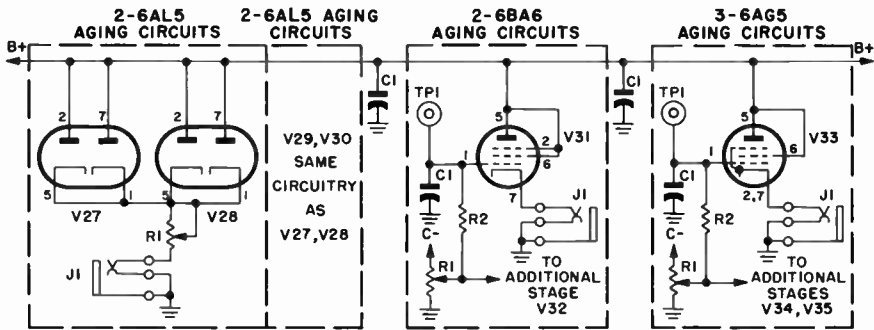 2-6AL5
AGING CIRCUITS
2-6AL5 AGING
CIRCUITS
2-6BA6
AGING CIRCUITS
3-6AG5
AGING CIRCUITS
B+
B+
2
7
2
7
5
1
5
1
V27
V28
R1
J1
V29,V30
SAME
CIRCUITRY
AS
V27,V28
C1
TP1
5
1
2
6
V31
7
C1
R2
J1
C-
R1
TO
ADDITIONAL
STAGE
V32
C1
TP1
5
1
6
V33
2,7
C1
R2
J1
C-
R1
TO
ADDITIONAL
STAGES
V34,V35